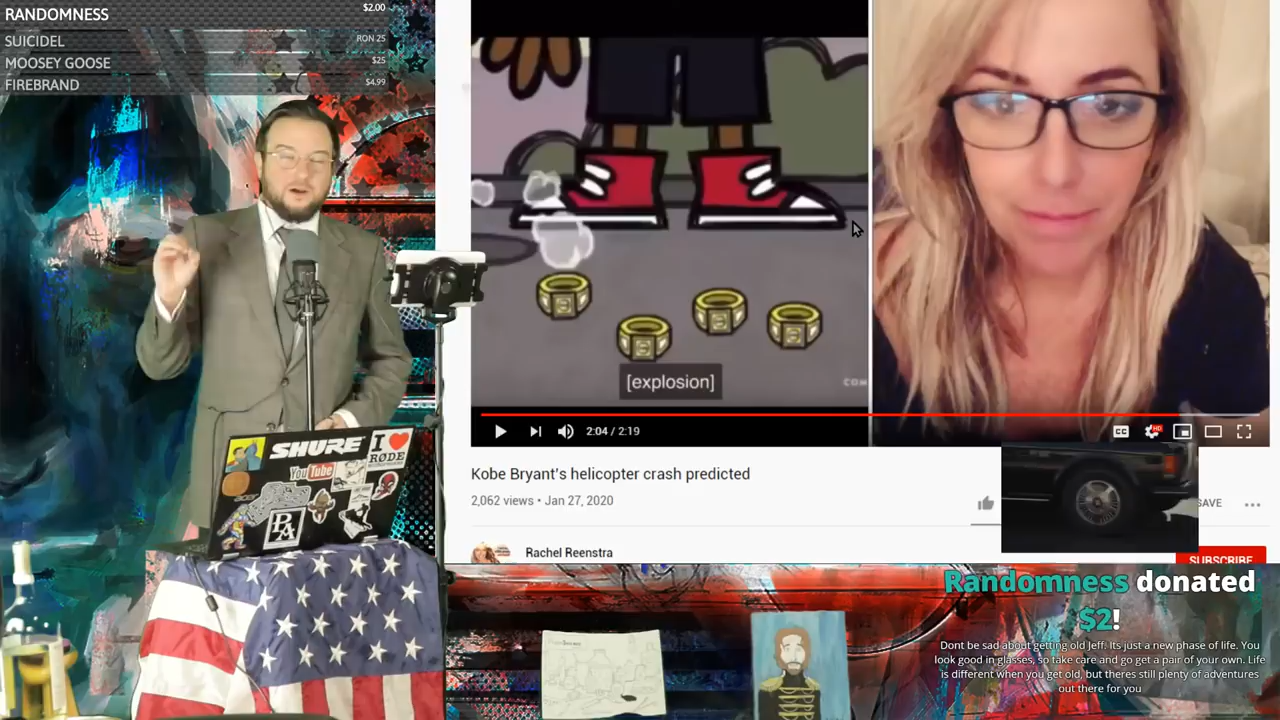 RANDOMNESS $2.00
SUICIDEL RON 25
MOOSEY GOOSE $25
FIREBRAND $4.99
[explosion]
COM
2:04 / 2:19
CC
HD
Kobe Bryant's helicopter crash predicted
2,062 views • Jan 27, 2020
SAVE
Rachel Reenstra
SUBSCRIBE
SHURE
I
RØDE
YouTube
PA
Randomness donated
$2!
Dont be sad about getting old Jeff. Its just a new phase of life. You
look good in glasses, so take care and go get a pair of your own. Life
is different when you get old, but theres still plenty of adventures
out there for you